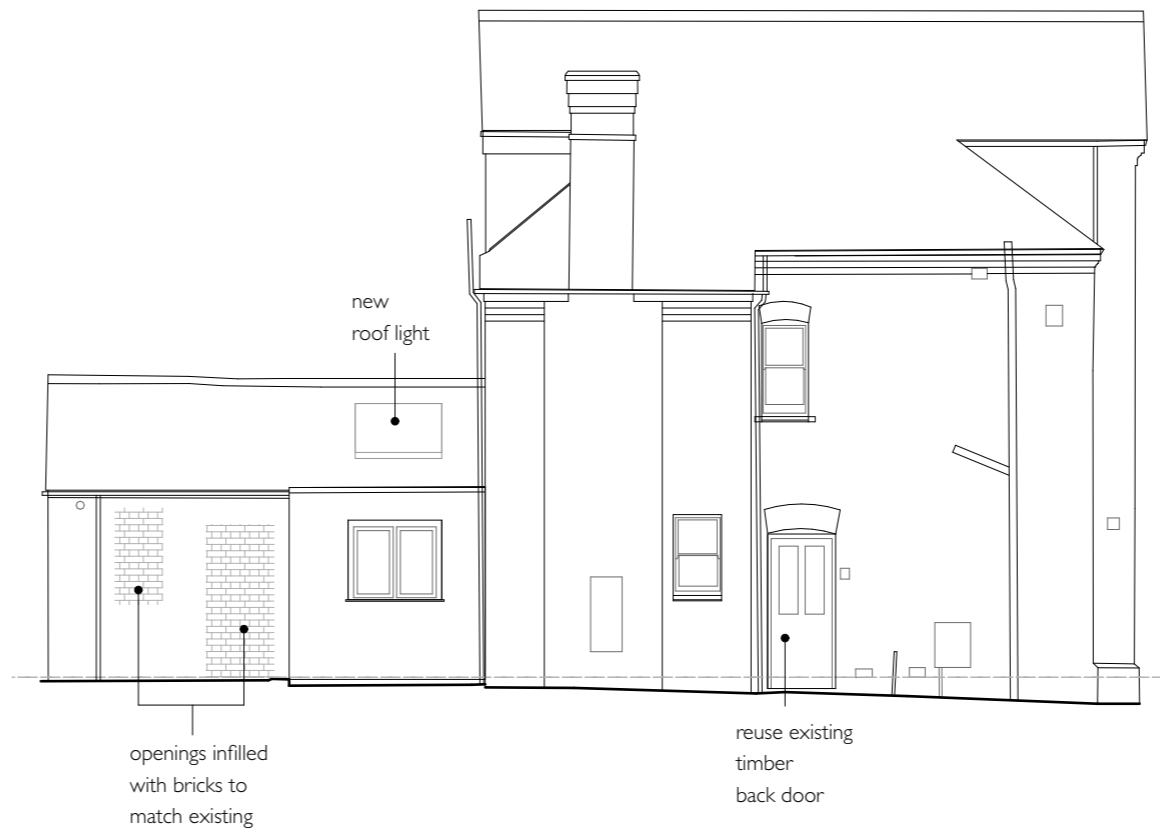 new
roof light
openings infilled
with bricks to
match existing
reuse existing
timber
back door